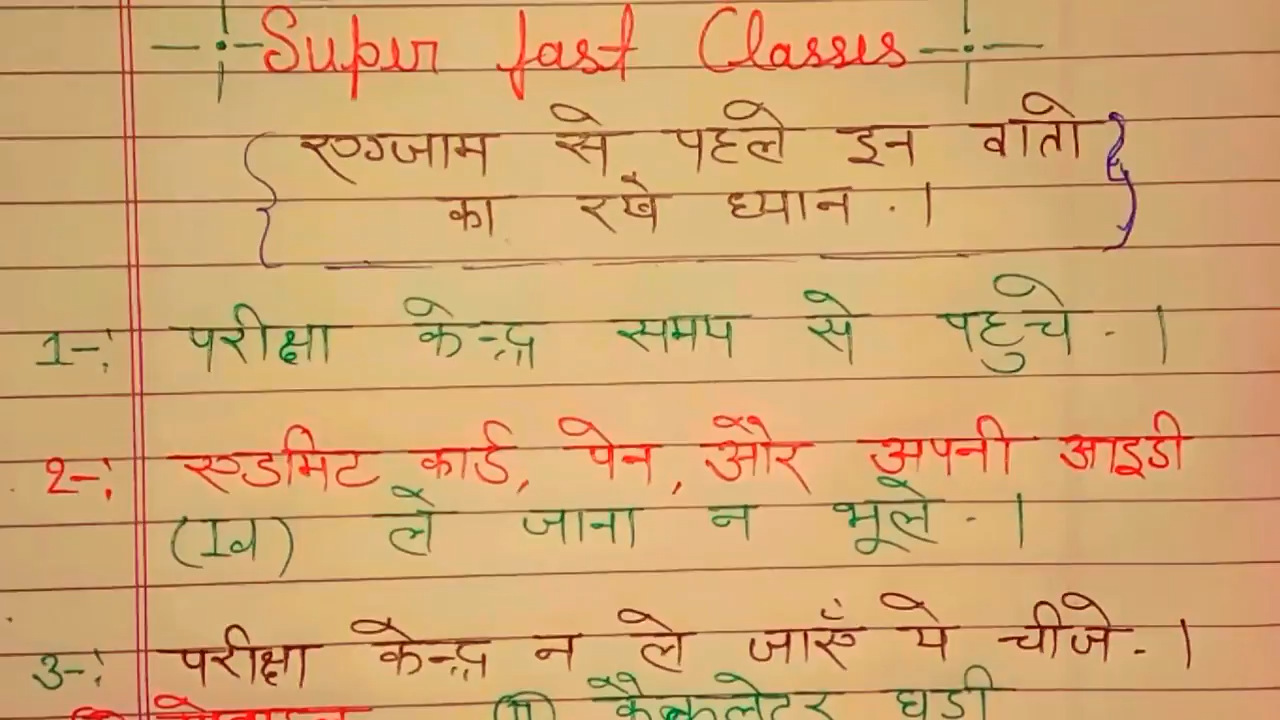 Super fast Classes
एग्जाम से पहले इन वातो
का रखे ध्यान .।
1-: परीक्षा केन्द्र समय से पहुचे -।
2-: एडमिट कार्ड, पेन, और अपनी आइडी
(Id) ले जाना न भूले -।
3-: परीक्षा केन्द्र न ले जाएँ ये चीजे -।
(ii) कैल्कुलेटर घडी